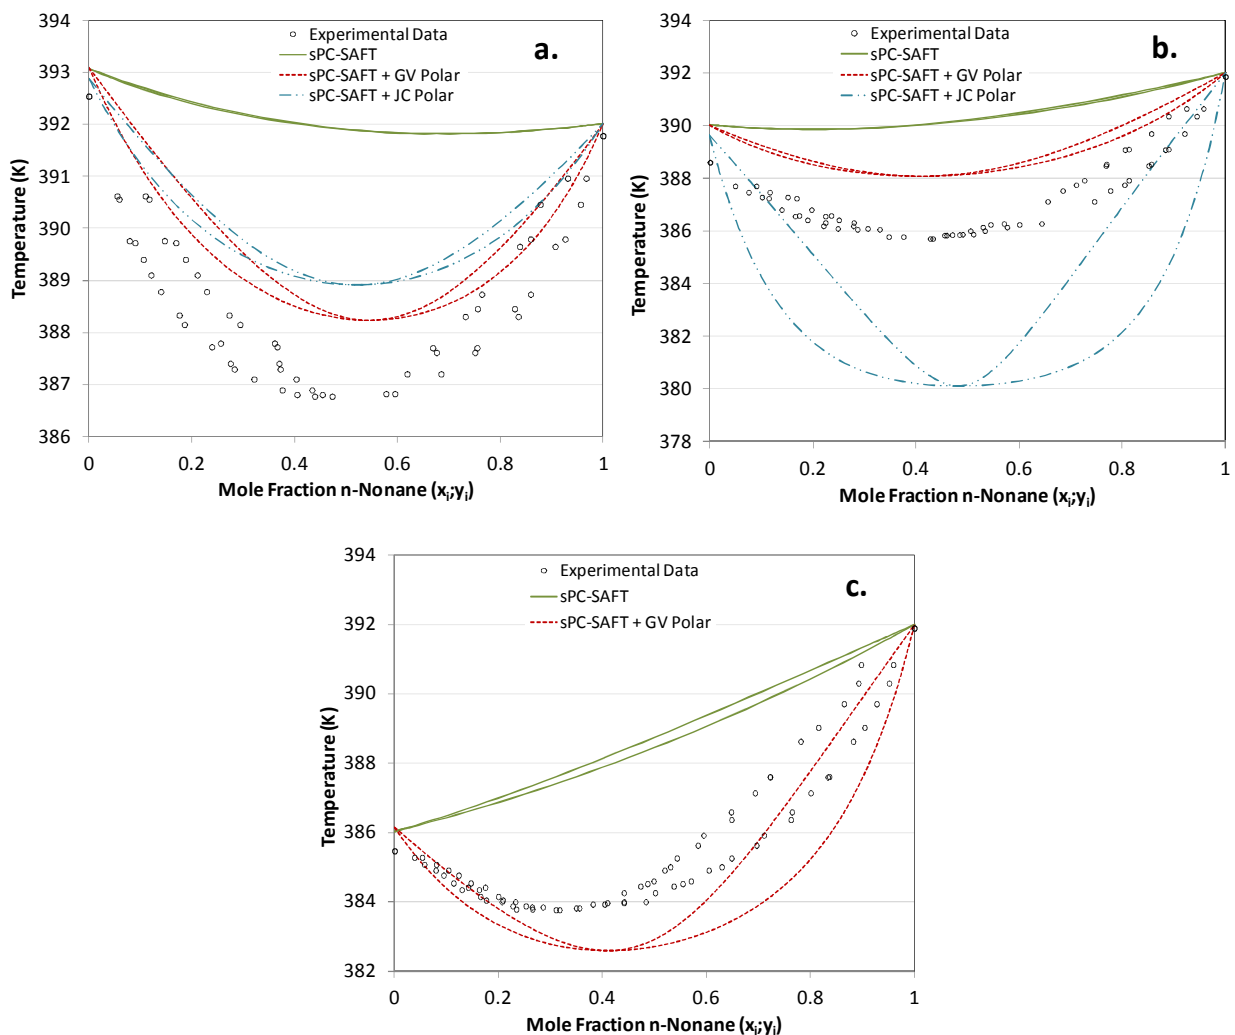 394
393
392
391
390
389
388
387
386
Temperature (K)
0
0.2
0.4
0.6
0.8
1
Mole Fraction n-Nonane (xi;yi)
Experimental Data
sPC-SAFT
sPC-SAFT + GV Polar
sPC-SAFT + JC Polar
a.
394
392
390
388
386
384
382
380
378
Temperature (K)
0
0.2
0.4
0.6
0.8
1
Mole Fraction n-Nonane (xi;yi)
Experimental Data
sPC-SAFT
sPC-SAFT + GV Polar
sPC-SAFT + JC Polar
b.
394
392
390
388
386
384
382
Temperature (K)
0
0.2
0.4
0.6
0.8
1
Mole Fraction n-Nonane (xi;yi)
Experimental Data
sPC-SAFT
sPC-SAFT + GV Polar
c.